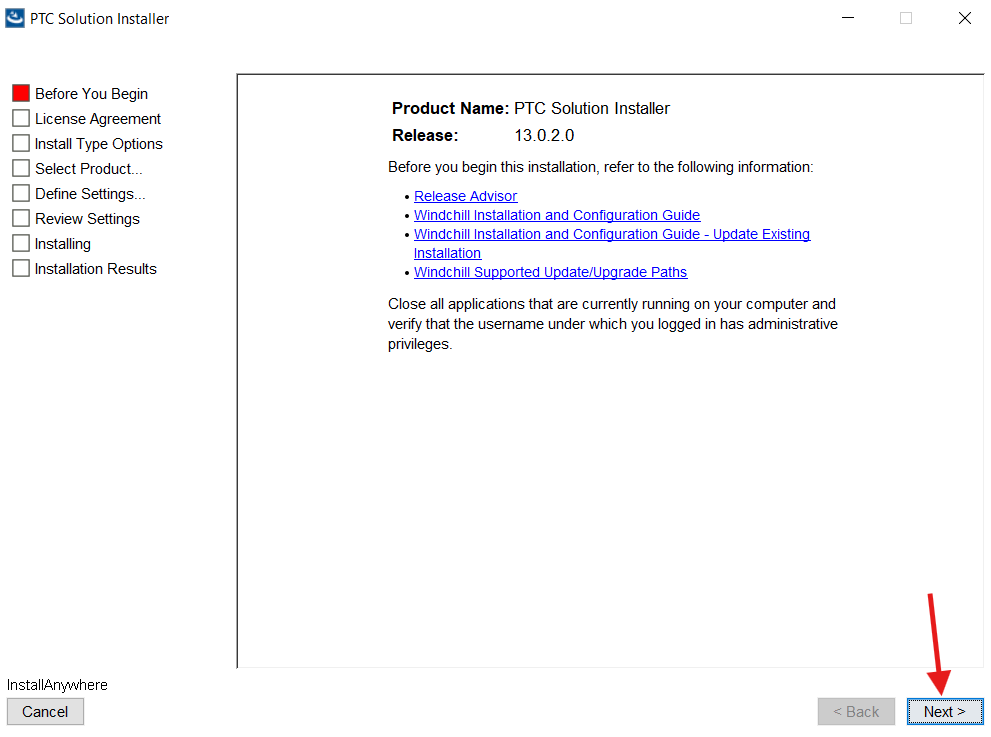 PTC Solution Installer
Before You Begin
License Agreement
Install Type Options
Select Product...
Define Settings...
Review Settings
Installing
Installation Results
Product Name: PTC Solution Installer
Release: 13.0.2.0
Before you begin this installation, refer to the following information:
• Release Advisor
• Windchill Installation and Configuration Guide
• Windchill Installation and Configuration Guide - Update Existing
Installation
• Windchill Supported Update/Upgrade Paths
Close all applications that are currently running on your computer and
verify that the username under which you logged in has administrative
privileges.
InstallAnywhere
Cancel
< Back
Next >